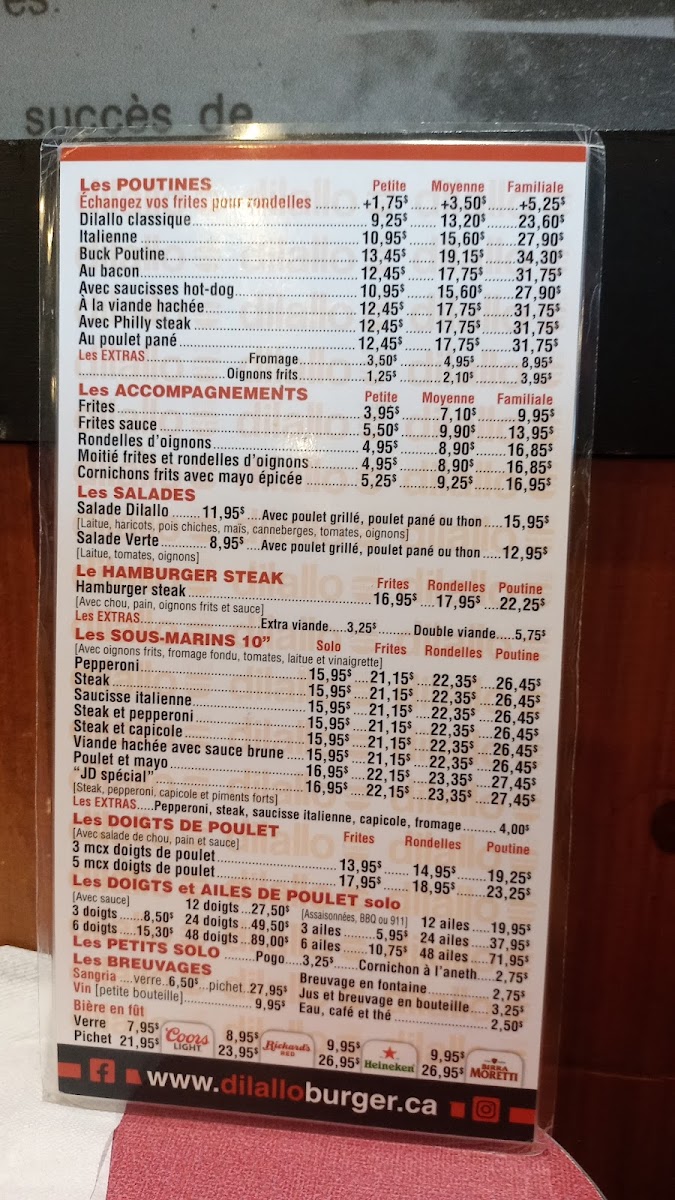 es.
succès de
Les POUTINES Petite Moyenne Familiale
Échangez vos frites pour rondelles ..........+1,75$ .....+3,50$.....+5,25$
Dilallo classique..........9,25$ .....13,20$.....23,60$
Italienne ..........10,95$.....15,60$.....27,90$
Buck Poutine..........13,45$.....19,15$.....34,30$
Au bacon..........12,45$.....17,75$.....31,75$
Avec saucisses hot-dog..........10,95$.....15,60$.....27,90$
À la viande hachée..........12,45$.....17,75$.....31,75$
Avec Philly steak..........12,45$.....17,75$.....31,75$
Au poulet pané..........12,45$.....17,75$.....31,75$
Les EXTRAS..........Fromage..........3,50$.....4,95$.....8,95$
Oignons frits.....1,25$.....2,10$.....3,95$
Les ACCOMPAGNEMENTS Petite Moyenne Familiale
Frites..........3,95$.....7,10$.....9,95$
Frites sauce..........5,50$.....9,90$.....13,95$
Rondelles d'oignons..........4,95$.....8,90$.....16,85$
Moitié frites et rondelles d'oignons..........4,95$.....8,90$.....16,85$
Cornichons frits avec mayo épicée..........5,25$.....9,25$.....16,95$
Les SALADES
Salade Dilallo ........11,95$....Avec poulet grillé, poulet pané ou thon.....15,95$
[Laitue, haricots, pois chiches, maïs, canneberges, tomates, oignons]
Salade Verte............8,95$....Avec poulet grillé, poulet pané ou thon.....12,95$
[Laitue, tomates, oignons]
Le HAMBURGER STEAK Frites Rondelles Poutine
Hamburger steak..........16,95$....17,95$....22,25$
[Avec chou, pain, oignons frits et sauce]
Les EXTRAS..........Extra viande....3,25$........Double viande.....5,75$
Les SOUS-MARINS 10” Solo Frites Rondelles Poutine
[Avec oignons frits, fromage fondu, tomates, laitue et vinaigrette]
Pepperoni..........15,95$....21,15$....22,35$....26,45$
Steak..........15,95$....21,15$....22,35$....26,45$
Saucisse italienne..........15,95$....21,15$....22,35$....26,45$
Steak et pepperoni..........15,95$....21,15$....22,35$....26,45$
Steak et capicole..........15,95$....21,15$....22,35$....26,45$
Viande hachée avec sauce brune ....15,95$....21,15$....22,35$....26,45$
Poulet et mayo..........16,95$....22,15$....23,35$....27,45$
“JD spécial”..........16,95$....22,15$....23,35$....27,45$
[Steak, pepperoni, capicole et piments forts]
Les EXTRAS.....Pepperoni, steak, saucisse italienne, capicole, fromage.........4,00$
Les DOIGTS DE POULET Frites Rondelles Poutine
[Avec salade de chou, pain et sauce]
3 mcx doigts de poulet..........13,95$.....14,95$.....19,25$
5 mcx doigts de poulet..........17,95$.....18,95$.....23,25$
Les DOIGTS et AILES DE POULET solo
[Avec sauce] 12 doigts...27,50$ [Assaisonnées, BBQ ou 911] 12 ailes.....19,95$
3 doigts......8,50$ 24 doigts...49,50$ 3 ailes..........5,95$ 24 ailes.....37,95$
6 doigts....15,30$ 48 doigts...89,00$ 6 ailes........10,75$ 48 ailes.....71,95$
Les PETITS SOLO .......Pogo....3,25$......Cornichon à l'aneth....2,75$
Les BREUVAGES
Sangria ....verre..6,50$...pichet..27,95$ Breuvage en fontaine..........2,75$
Vin [petite bouteille]..........9,95$ Jus et breuvage en bouteille....3,25$
Bière en fût Eau, café et thé..........2,50$
Verre 7,95$ Coors LIGHT 8,95$ Rickard's RED 9,95$ Heineken 9,95$ BIRRA MORETTI
Pichet 21,95$ 23,95$ 26,95$ 26,95$
www.dilalloburger.ca